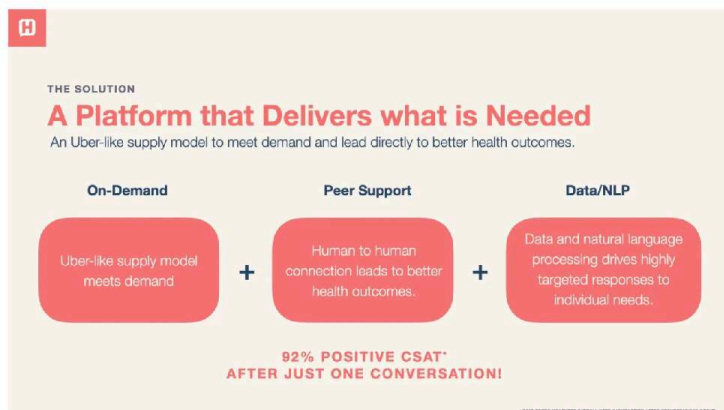 THE SOLUTION
A Platform that Delivers what is Needed
An Uber-like supply model to meet demand and lead directly to better health outcomes.
On-Demand
Peer Support
Data/NLP
Uber-like supply model
meets demand
+
Human to human
connection leads to better
health outcomes.
+
Data and natural language
processing drives highly
targeted responses to
individual needs.
92% POSITIVE CSAT*
AFTER JUST ONE CONVERSATION!